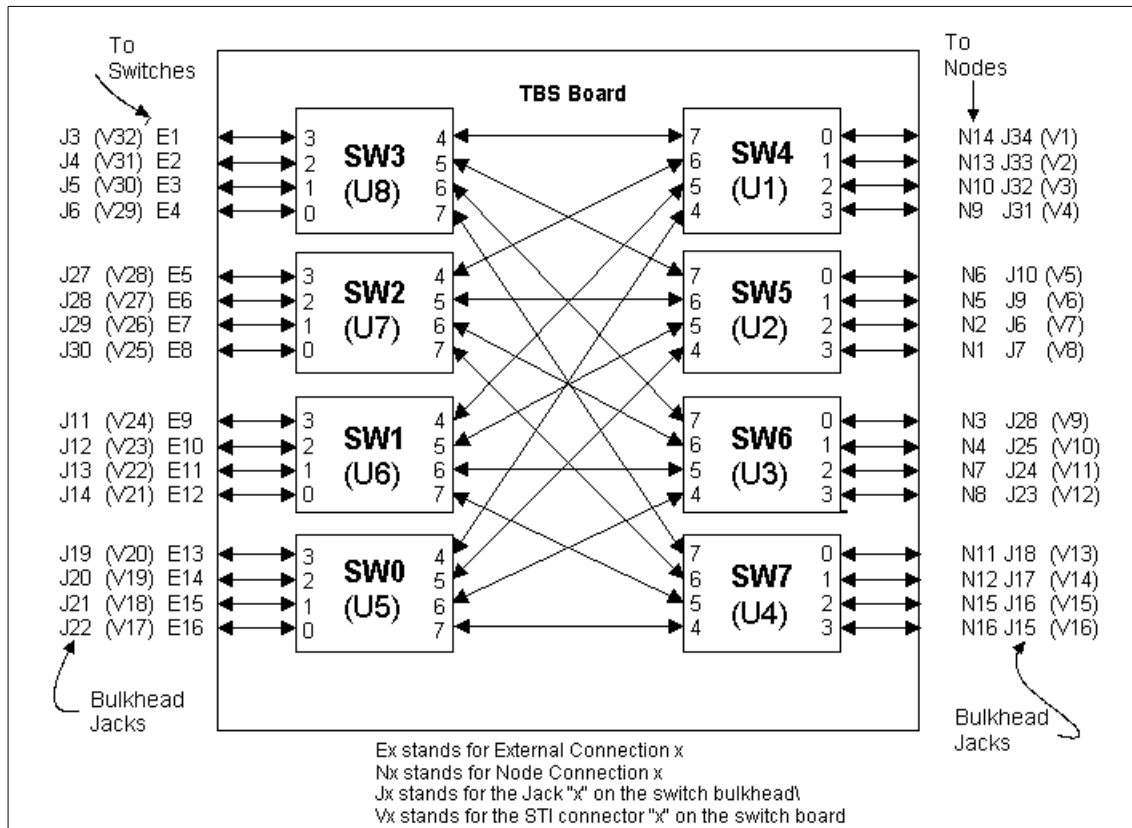 To
Switches
To
Nodes
TBS Board
J3 (V32) E1
J4 (V31) E2
J5 (V30) E3
J6 (V29) E4
3
2
1
0
SW3
(U8)
4
5
6
7
7
6
5
4
SW4
(U1)
0
1
2
3
N14 J34 (V1)
N13 J33 (V2)
N10 J32 (V3)
N9 J31 (V4)
J27 (V28) E5
J28 (V27) E6
J29 (V26) E7
J30 (V25) E8
3
2
1
0
SW2
(U7)
4
5
6
7
7
6
5
4
SW5
(U2)
0
1
2
3
N6 J10 (V5)
N5 J9 (V6)
N2 J6 (V7)
N1 J7 (V8)
J11 (V24) E9
J12 (V23) E10
J13 (V22) E11
J14 (V21) E12
3
2
1
0
SW1
(U6)
4
5
6
7
7
6
5
4
SW6
(U3)
0
1
2
3
N3 J28 (V9)
N4 J25 (V10)
N7 J24 (V11)
N8 J23 (V12)
J19 (V20) E13
J20 (V19) E14
J21 (V18) E15
J22 (V17) E16
3
2
1
0
SW0
(U5)
4
5
6
7
7
6
5
4
SW7
(U4)
0
1
2
3
N11 J18 (V13)
N12 J17 (V14)
N15 J16 (V15)
N16 J15 (V16)
Bulkhead
Jacks
Bulkhead
Jacks
Ex stands for External Connection x
Nx stands for Node Connection x
Jx stands for the Jack "x" on the switch bulkhead\
Vx stands for the STI connector "x" on the switch board